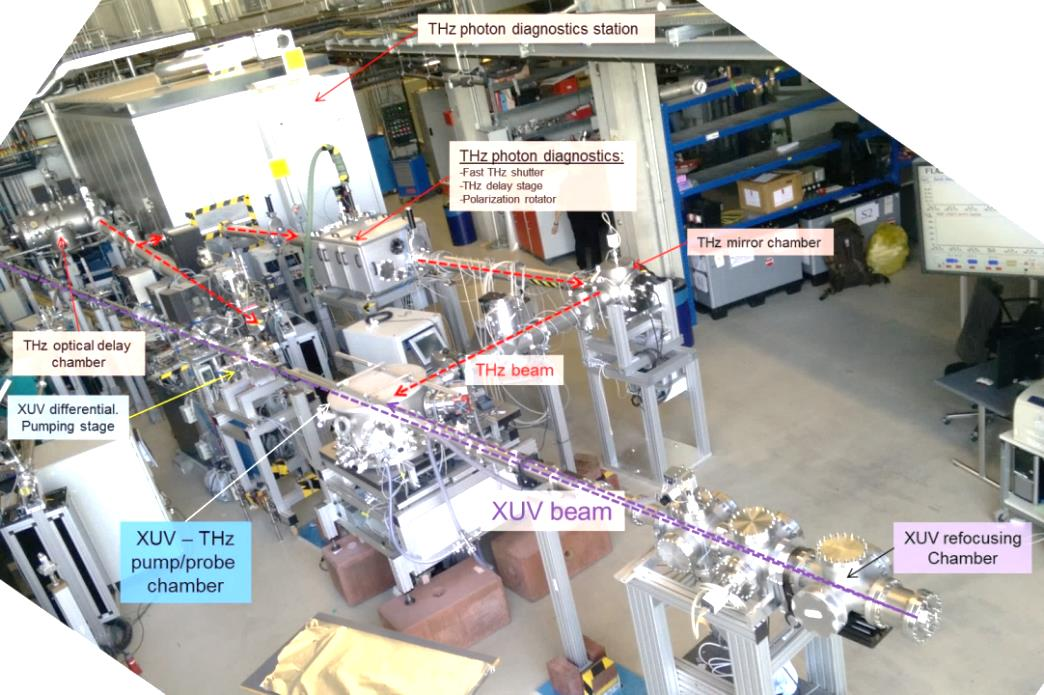 THz photon diagnostics station
THz photon diagnostics:
-Fast THz shutter
-THz delay stage
-Polarization rotator
S2
THz mirror chamber
THz optical delay
chamber
THz beam
XUV differential.
Pumping stage
XUV beam
XUV – THz
pump/probe
chamber
XUV refocusing
Chamber